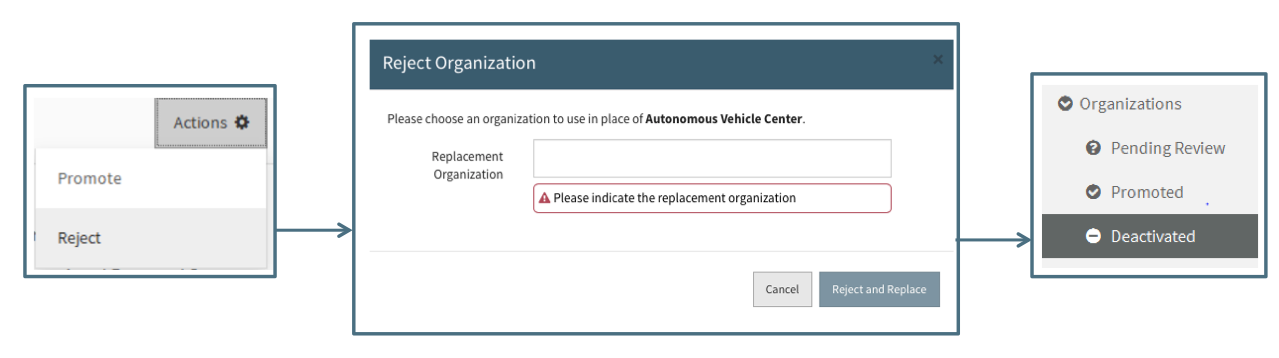 Actions
Promote
Reject
Reject Organization
×
Please choose an organization to use in place of Autonomous Vehicle Center.
Replacement
Organization
Please indicate the replacement organization
Cancel
Reject and Replace
Organizations
Pending Review
Promoted
Deactivated